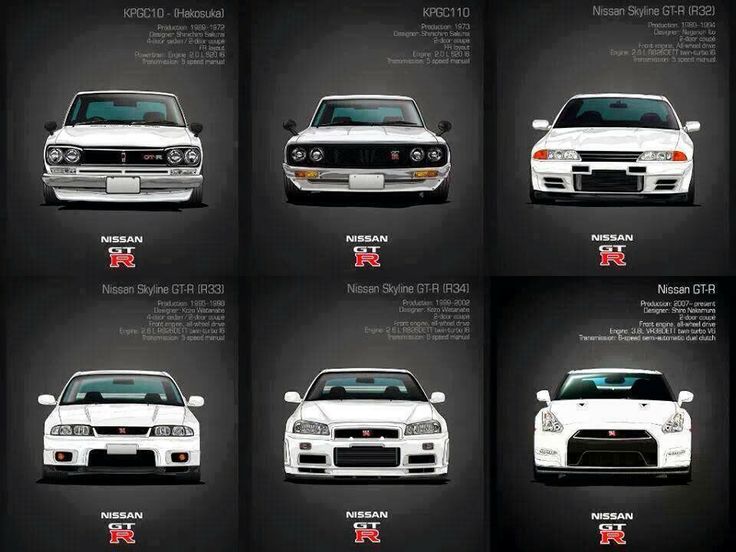 KPGC10 - (Hakosuka)
Production: 1969-1972
Designer: Shinichiro Sakurai
4-door sedan / 2-door coupé
FR layout
Powertrain: Engine: 2.0 L S20 I6
Transmission: 5 speed manual
GT-R
NISSAN
GT
R
KPGC110
Production: 1973
Designer: Shinichiro Sakurai
2-door coupé
FR layout
Engine: 2.0 L S20 I6
Transmission: 5 speed manual
NISSAN
GT
R
Nissan Skyline GT-R (R32)
Production: 1989-1994
Designer: Naganori Ito
2-door coupé
Front engine, All-wheel drive
Engine: 2.6 L RB26DETT twin-turbo I6
Transmission: 5 speed manual
NISSAN
GT
R
Nissan Skyline GT-R (R33)
Production: 1995-1998
Designer: Kozo Watanabe
4-door sedan / 2-door coupé
Front engine, all-wheel drive
Engine: 2.6 L RB26DETT twin-turbo I6
Transmission: 5 speed manual
NISSAN
GT
R
Nissan Skyline GT-R (R34)
Production: 1999-2002
Designer: Kozo Watanabe
2-door coupé
Front engine, all-wheel drive
Engine: 2.6 L RB26DETT twin-turbo I6
Transmission: 6 speed manual
NISSAN
GT
R
Nissan GT-R
Production: 2007- present
Designer: Shiro Nakamura
2-door coupé
Front engine, all-wheel drive
Engine: 3.8L VR38DETT twin-turbo V6
Transmission: 6-speed semi-automatic dual clutch
NISSAN
GT
R